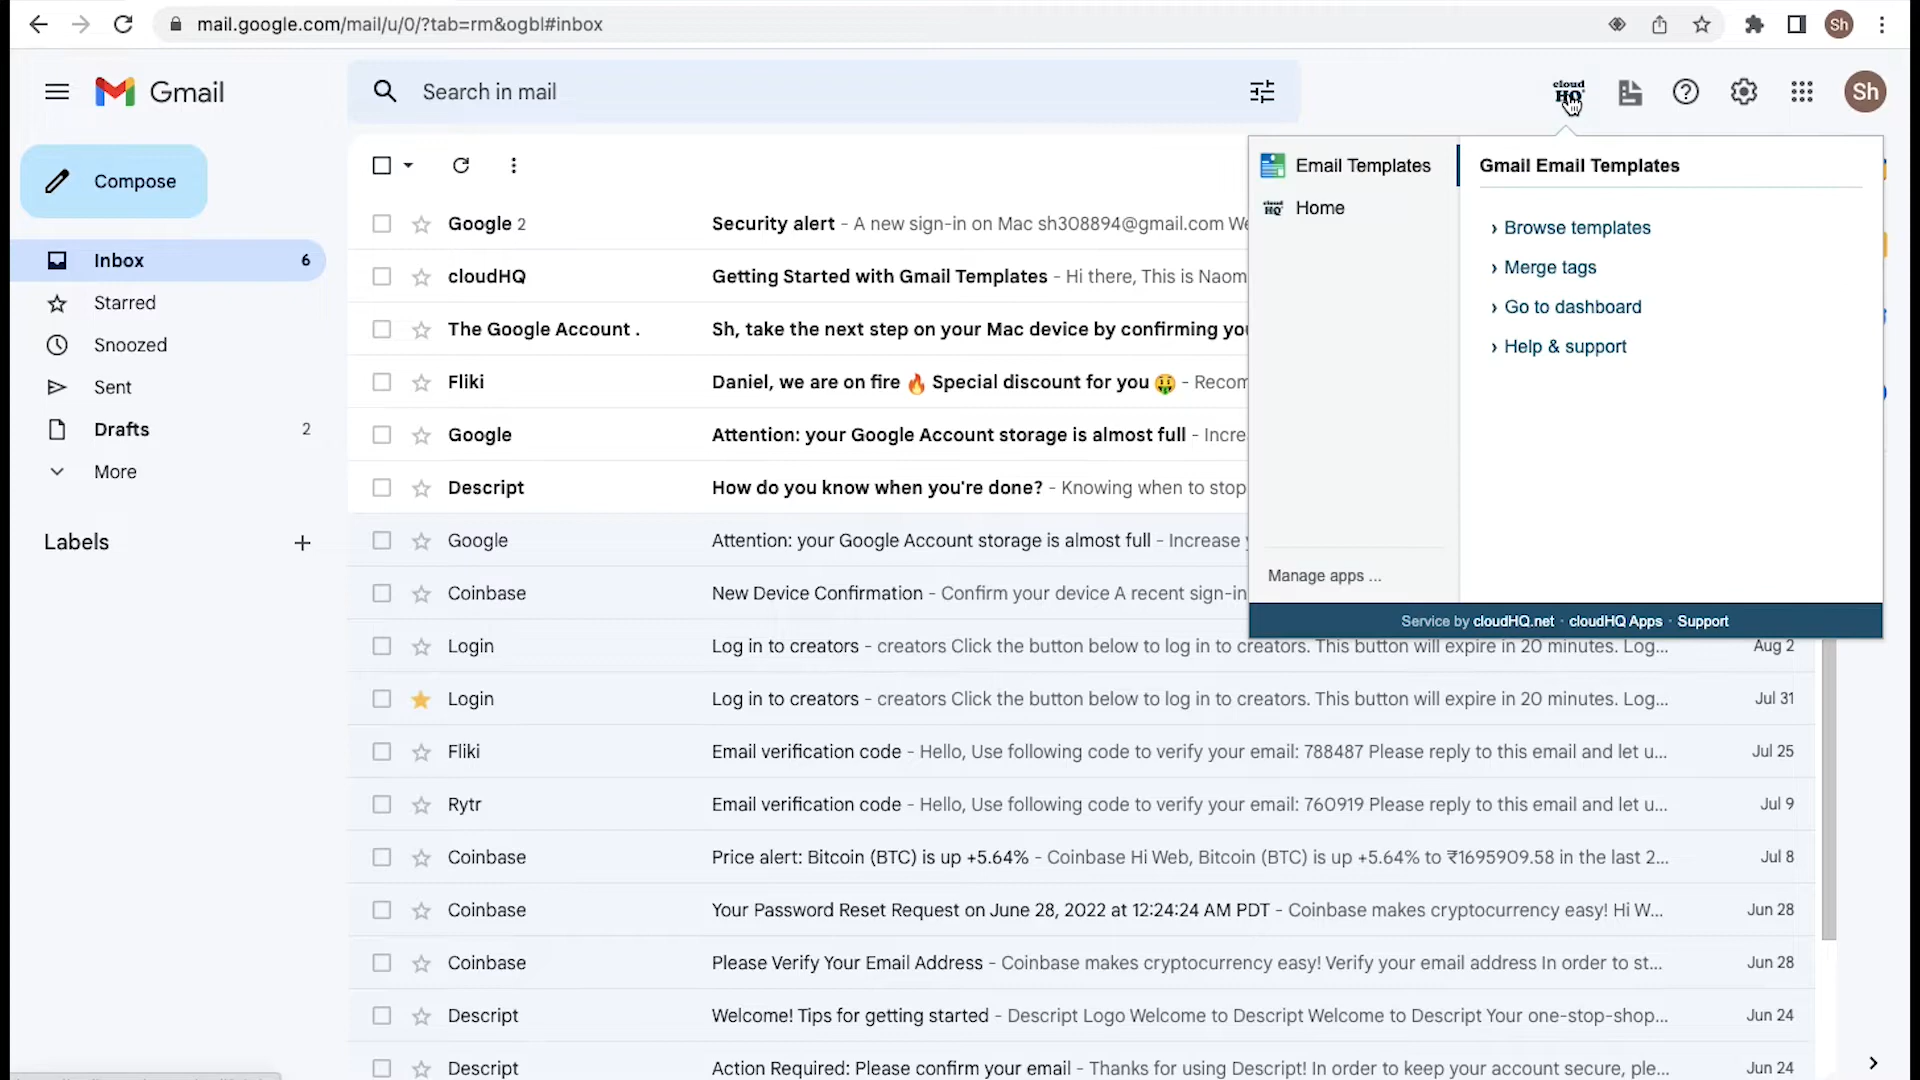 mail.google.com/mail/u/0/?tab=rm&ogbl#inbox
Sh
Gmail
Search in mail
cloud
HQ
Sh
Compose
Inbox 6
Starred
Snoozed
Sent
Drafts 2
More
Labels
Google 2 Security alert - A new sign-in on Mac sh308894@gmail.com We
cloudHQ Getting Started with Gmail Templates - Hi there, This is Naom
The Google Account . Sh, take the next step on your Mac device by confirming you
Fliki Daniel, we are on fire 🔥 Special discount for you 🤑 - Recom
Google Attention: your Google Account storage is almost full - Incre
Descript How do you know when you're done? - Knowing when to stop
Google Attention: your Google Account storage is almost full - Increase
Coinbase New Device Confirmation - Confirm your device A recent sign-in
Login Log in to creators - creators Click the button below to log in to creators. This button will expire in 20 minutes. Log... Aug 2
Login Log in to creators - creators Click the button below to log in to creators. This button will expire in 20 minutes. Log... Jul 31
Fliki Email verification code - Hello, Use following code to verify your email: 788487 Please reply to this email and let u... Jul 25
Rytr Email verification code - Hello, Use following code to verify your email: 760919 Please reply to this email and let u... Jul 9
Coinbase Price alert: Bitcoin (BTC) is up +5.64% - Coinbase Hi Web, Bitcoin (BTC) is up +5.64% to ₹1695909.58 in the last 2... Jul 8
Coinbase Your Password Reset Request on June 28, 2022 at 12:24:24 AM PDT - Coinbase makes cryptocurrency easy! Hi W... Jun 28
Coinbase Please Verify Your Email Address - Coinbase makes cryptocurrency easy! Verify your email address In order to st... Jun 28
Descript Welcome! Tips for getting started - Descript Logo Welcome to Descript Welcome to Descript Your one-stop-shop... Jun 24
Descript Action Required: Please confirm your email - Thanks for using Descript! In order to keep your account secure, ple... Jun 24
Email Templates
cloud HQ Home
Manage apps ...
Gmail Email Templates
› Browse templates
› Merge tags
› Go to dashboard
› Help & support
Service by cloudHQ.net · cloudHQ Apps · Support